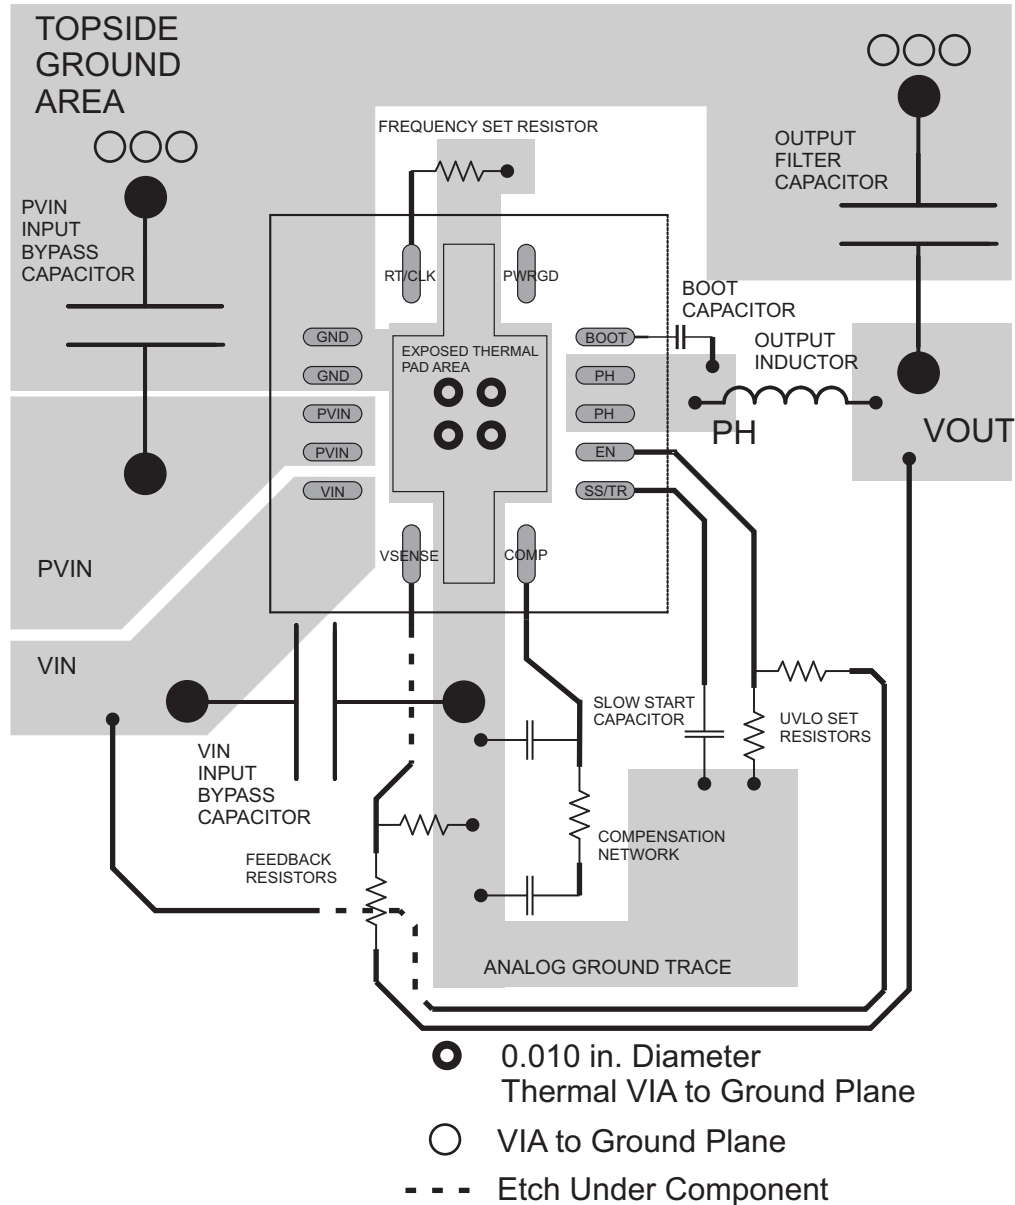 TOPSIDE
GROUND
AREA
FREQUENCY SET RESISTOR
OUTPUT
FILTER
CAPACITOR
PVIN
INPUT
BYPASS
CAPACITOR
RT/CLK
PWRGD
BOOT
CAPACITOR
GND
EXPOSED THERMAL
PAD AREA
BOOT
OUTPUT
INDUCTOR
GND
PH
PVIN
PH
PH
VOUT
PVIN
EN
VIN
SS/TR
VSENSE
COMP
PVIN
VIN
SLOW START
CAPACITOR
UVLO SET
RESISTORS
VIN
INPUT
BYPASS
CAPACITOR
COMPENSATION
NETWORK
FEEDBACK
RESISTORS
ANALOG GROUND TRACE
0.010 in. Diameter
Thermal VIA to Ground Plane
VIA to Ground Plane
Etch Under Component